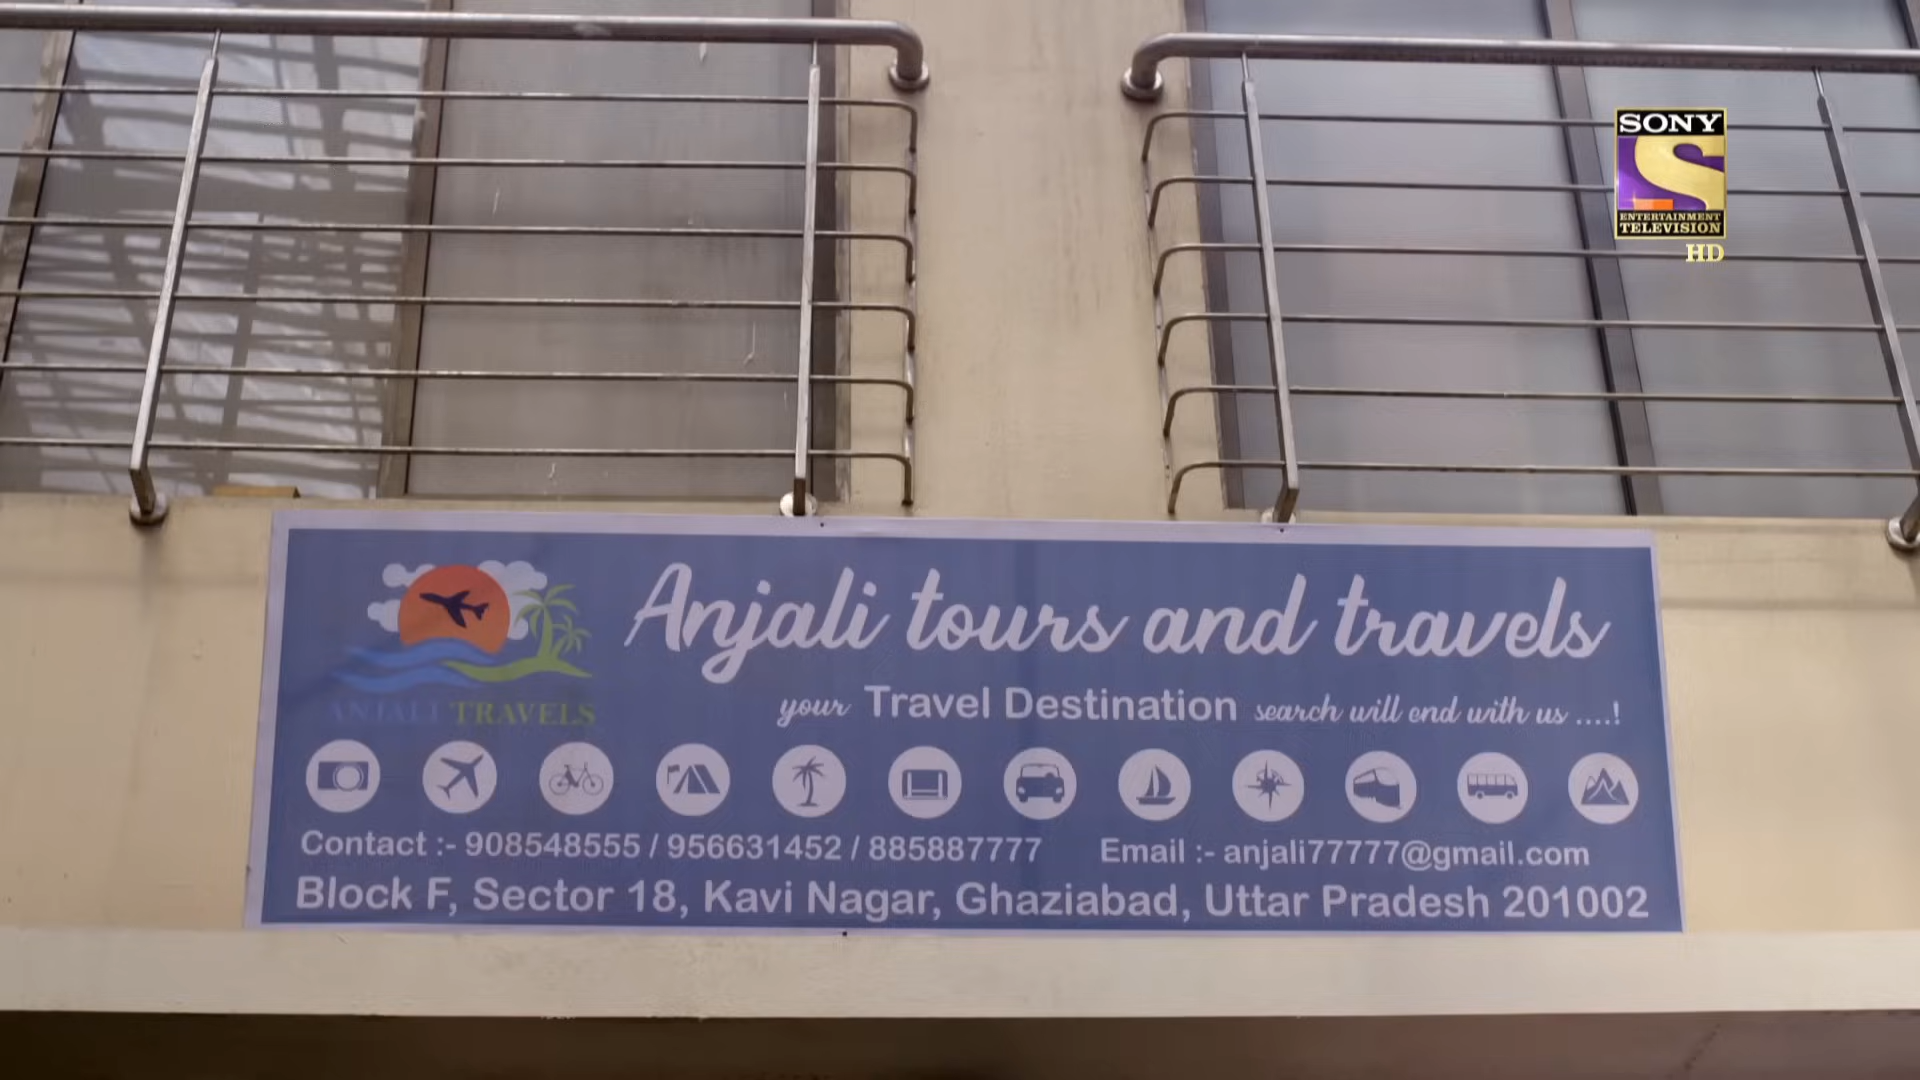 SONY
ENTERTAINMENT
TELEVISION
HD
Anjali tours and travels
your Travel Destination search will end with us ....!
ANJALI TRAVELS
Contact :- 908548555 / 956631452 / 885887777 Email :- anjali77777@gmail.com
Block F, Sector 18, Kavi Nagar, Ghaziabad, Uttar Pradesh 201002